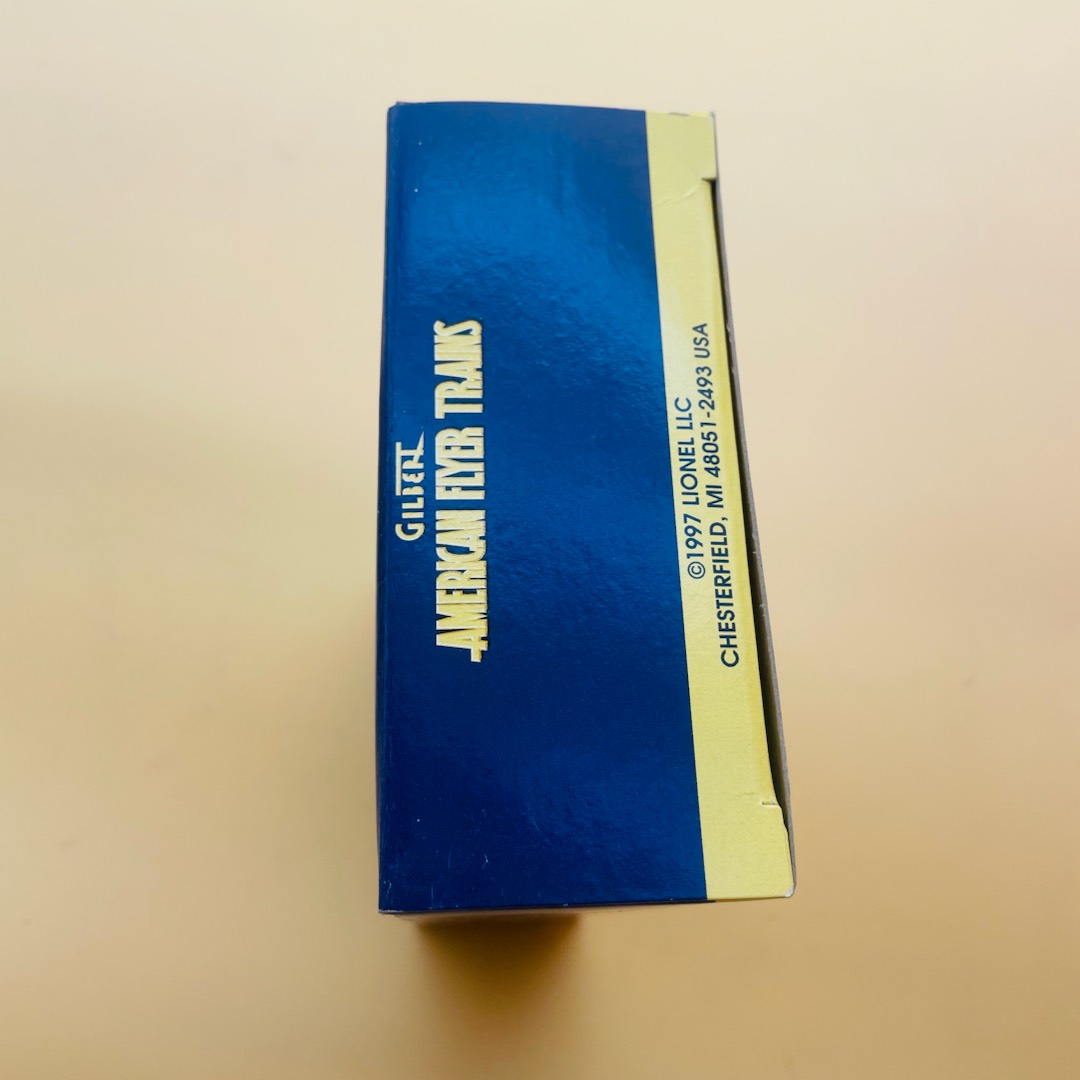 GILBERT
AMERICAN FLYER TRAINS
©1997 LIONEL LLC
CHESTERFIELD, MI 48051-2493 USA